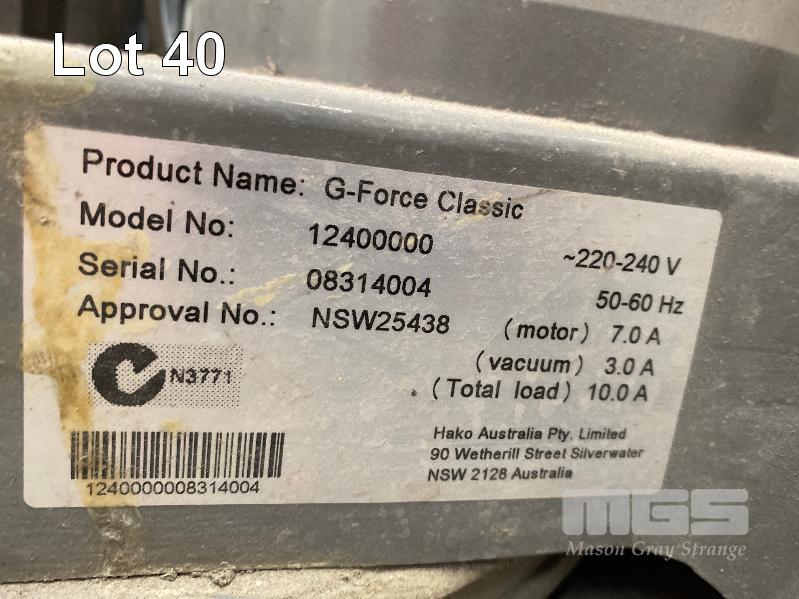 Lot 40
Product Name: G-Force Classic
Model No: 12400000 ~220-240 V
Serial No.: 08314004 50-60 Hz
Approval No.: NSW25438 (motor) 7.0 A
(vacuum) 3.0 A
N3771 (Total load) 10.0 A
Hako Australia Pty. Limited
90 Wetherill Street Silverwater
NSW 2128 Australia
1240000008314004
MGS
Mason Gray Strange